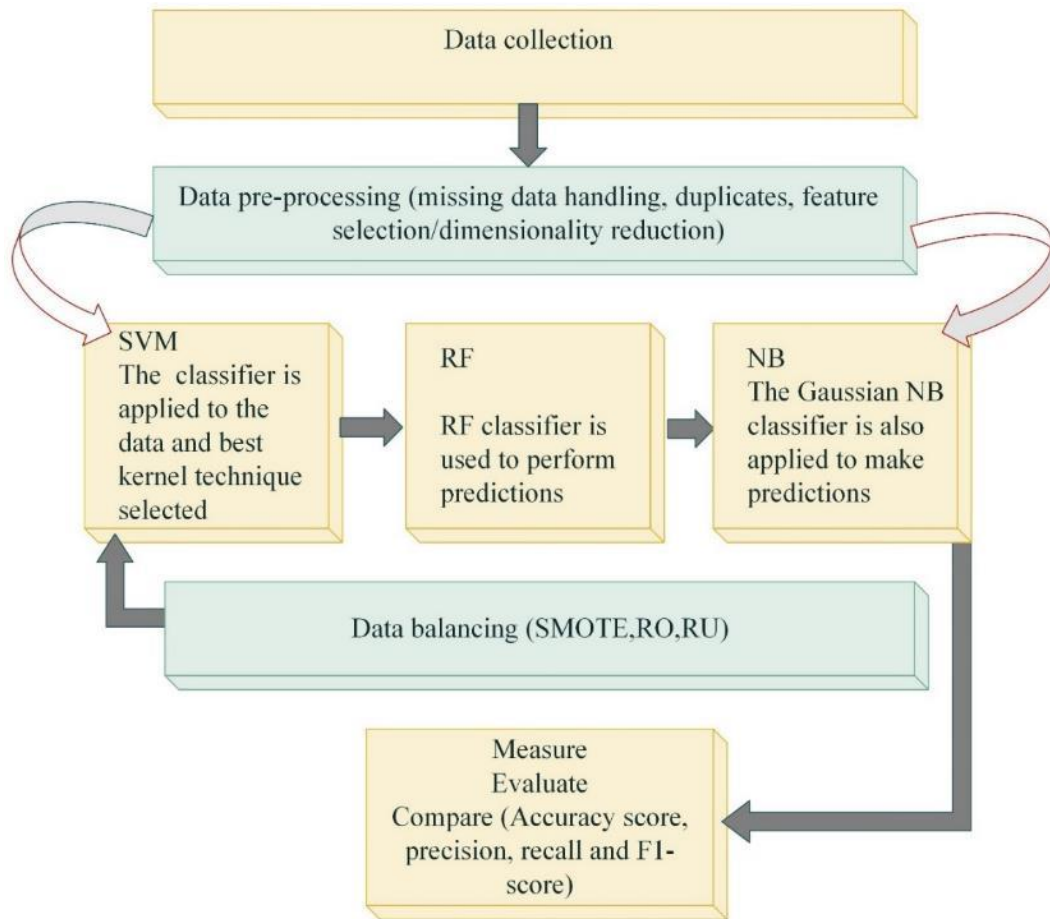 Data collection
Data pre-processing (missing data handling, duplicates, feature
selection/dimensionality reduction)
SVM
The classifier is
applied to the
data and best
kernel technique
selected
RF
RF classifier is
used to perform
predictions
NB
The Gaussian NB
classifier is also
applied to make
predictions
Data balancing (SMOTE,RO,RU)
Measure
Evaluate
Compare (Accuracy score,
precision, recall and F1-
score)